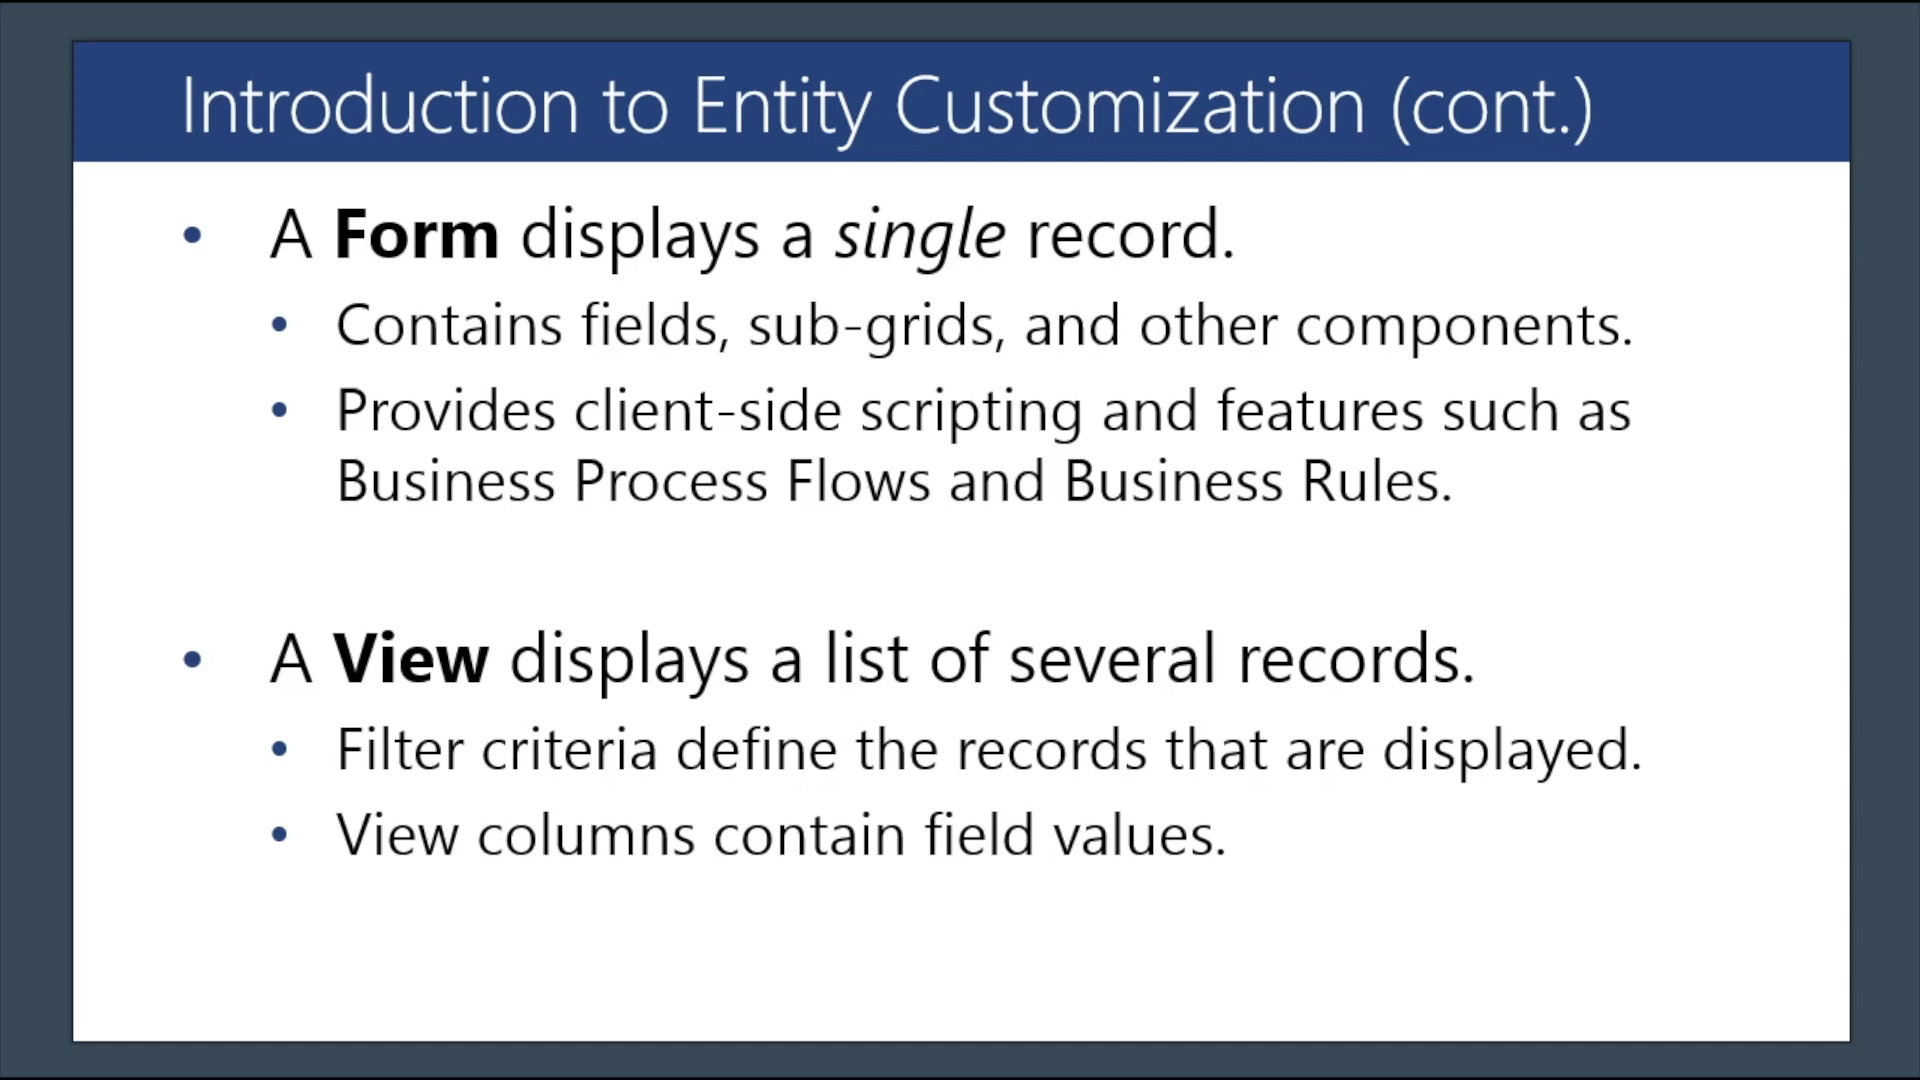 Introduction to Entity Customization (cont.)
• A Form displays a single record.
• Contains fields, sub-grids, and other components.
• Provides client-side scripting and features such as
Business Process Flows and Business Rules.
• A View displays a list of several records.
• Filter criteria define the records that are displayed.
• View columns contain field values.